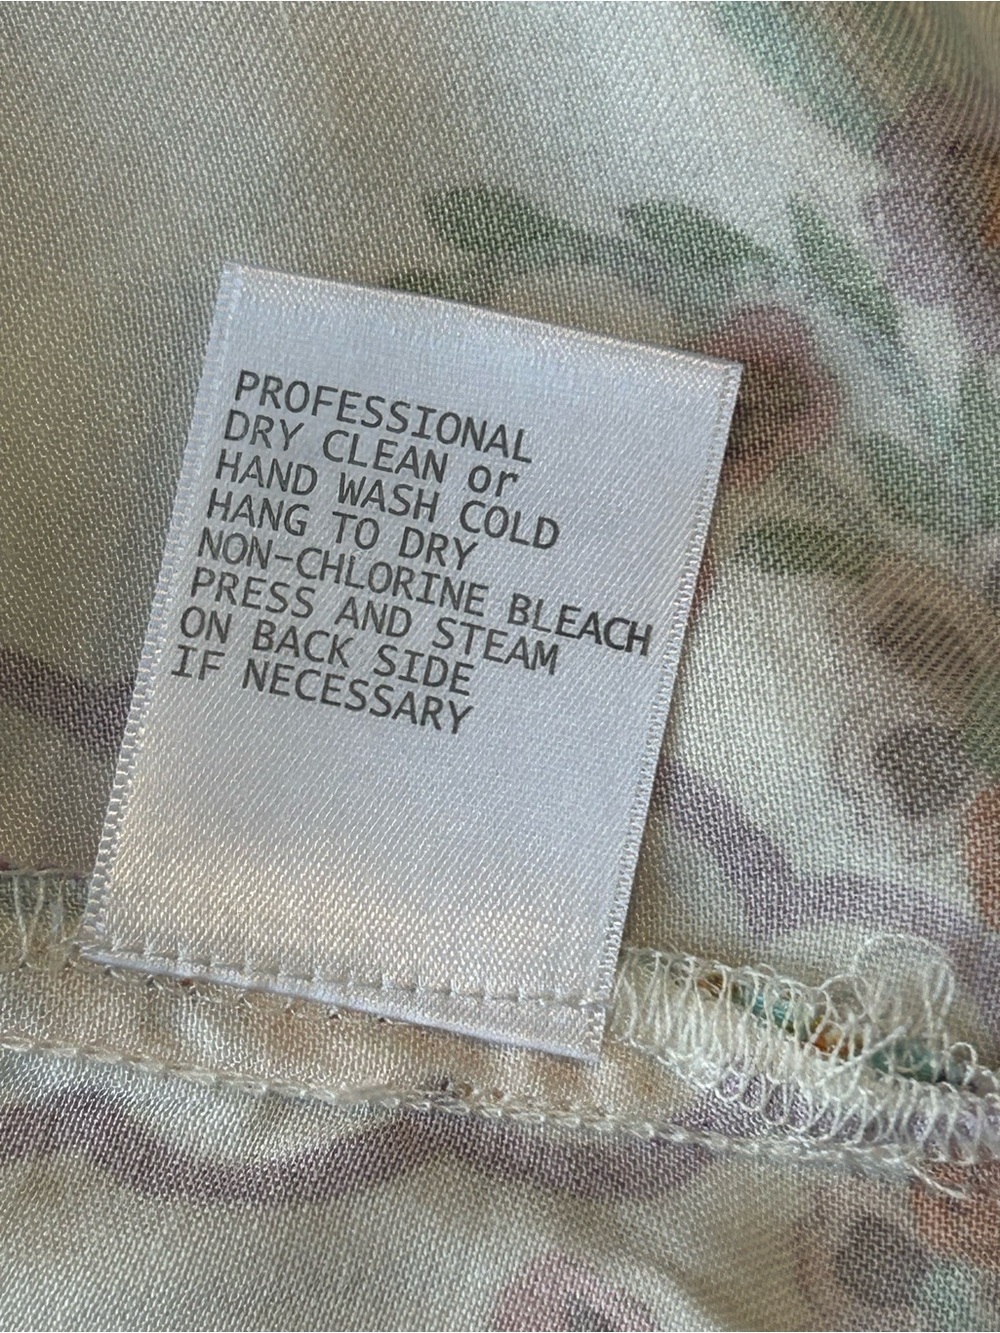 PROFESSIONAL
DRY CLEAN or
HAND WASH COLD
HANG TO DRY
NON-CHLORINE BLEACH
PRESS AND STEAM
ON BACK SIDE
IF NECESSARY